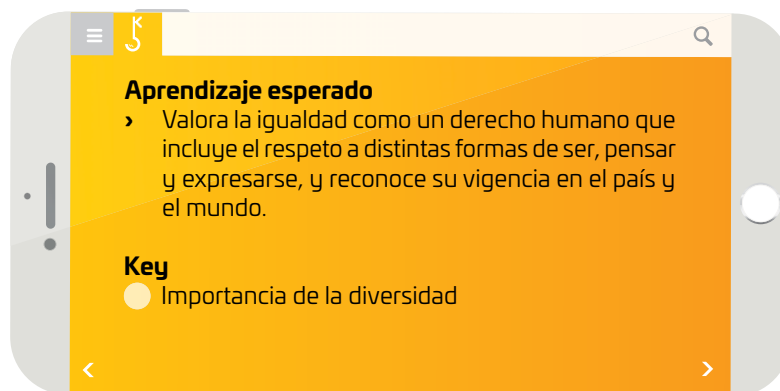 Aprendizaje esperado
› Valora la igualdad como un derecho humano que
incluye el respeto a distintas formas de ser, pensar
y expresarse, y reconoce su vigencia en el país y
el mundo.
Key
Importancia de la diversidad